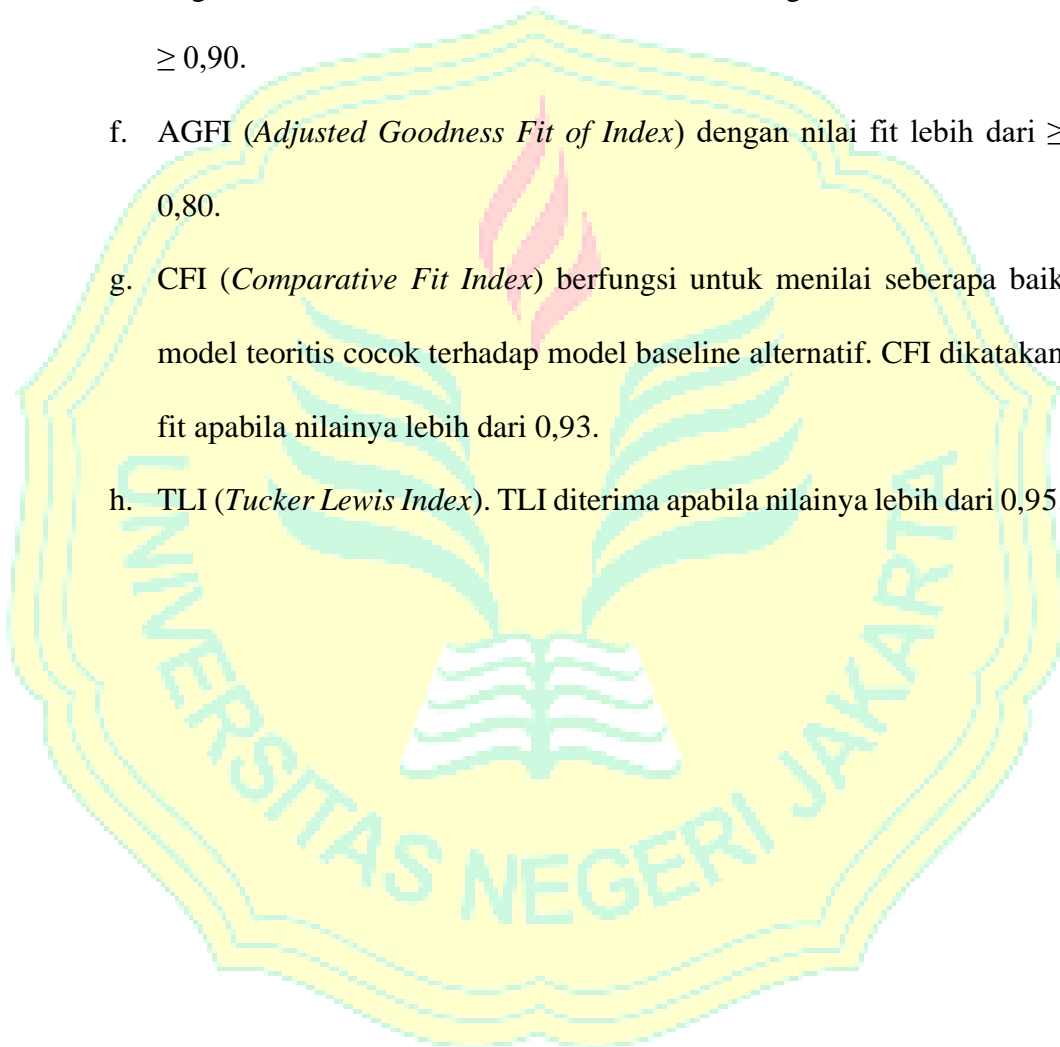 ≥ 0,90.
f. AGFI (Adjusted Goodness Fit of Index) dengan nilai fit lebih dari ≥
0,80.
g. CFI (Comparative Fit Index) berfungsi untuk menilai seberapa baik
model teoritis cocok terhadap model baseline alternatif. CFI dikatakan
fit apabila nilainya lebih dari 0,93.
h. TLI (Tucker Lewis Index). TLI diterima apabila nilainya lebih dari 0,95.
UNIVERSITAS NEGERI JAKARTA